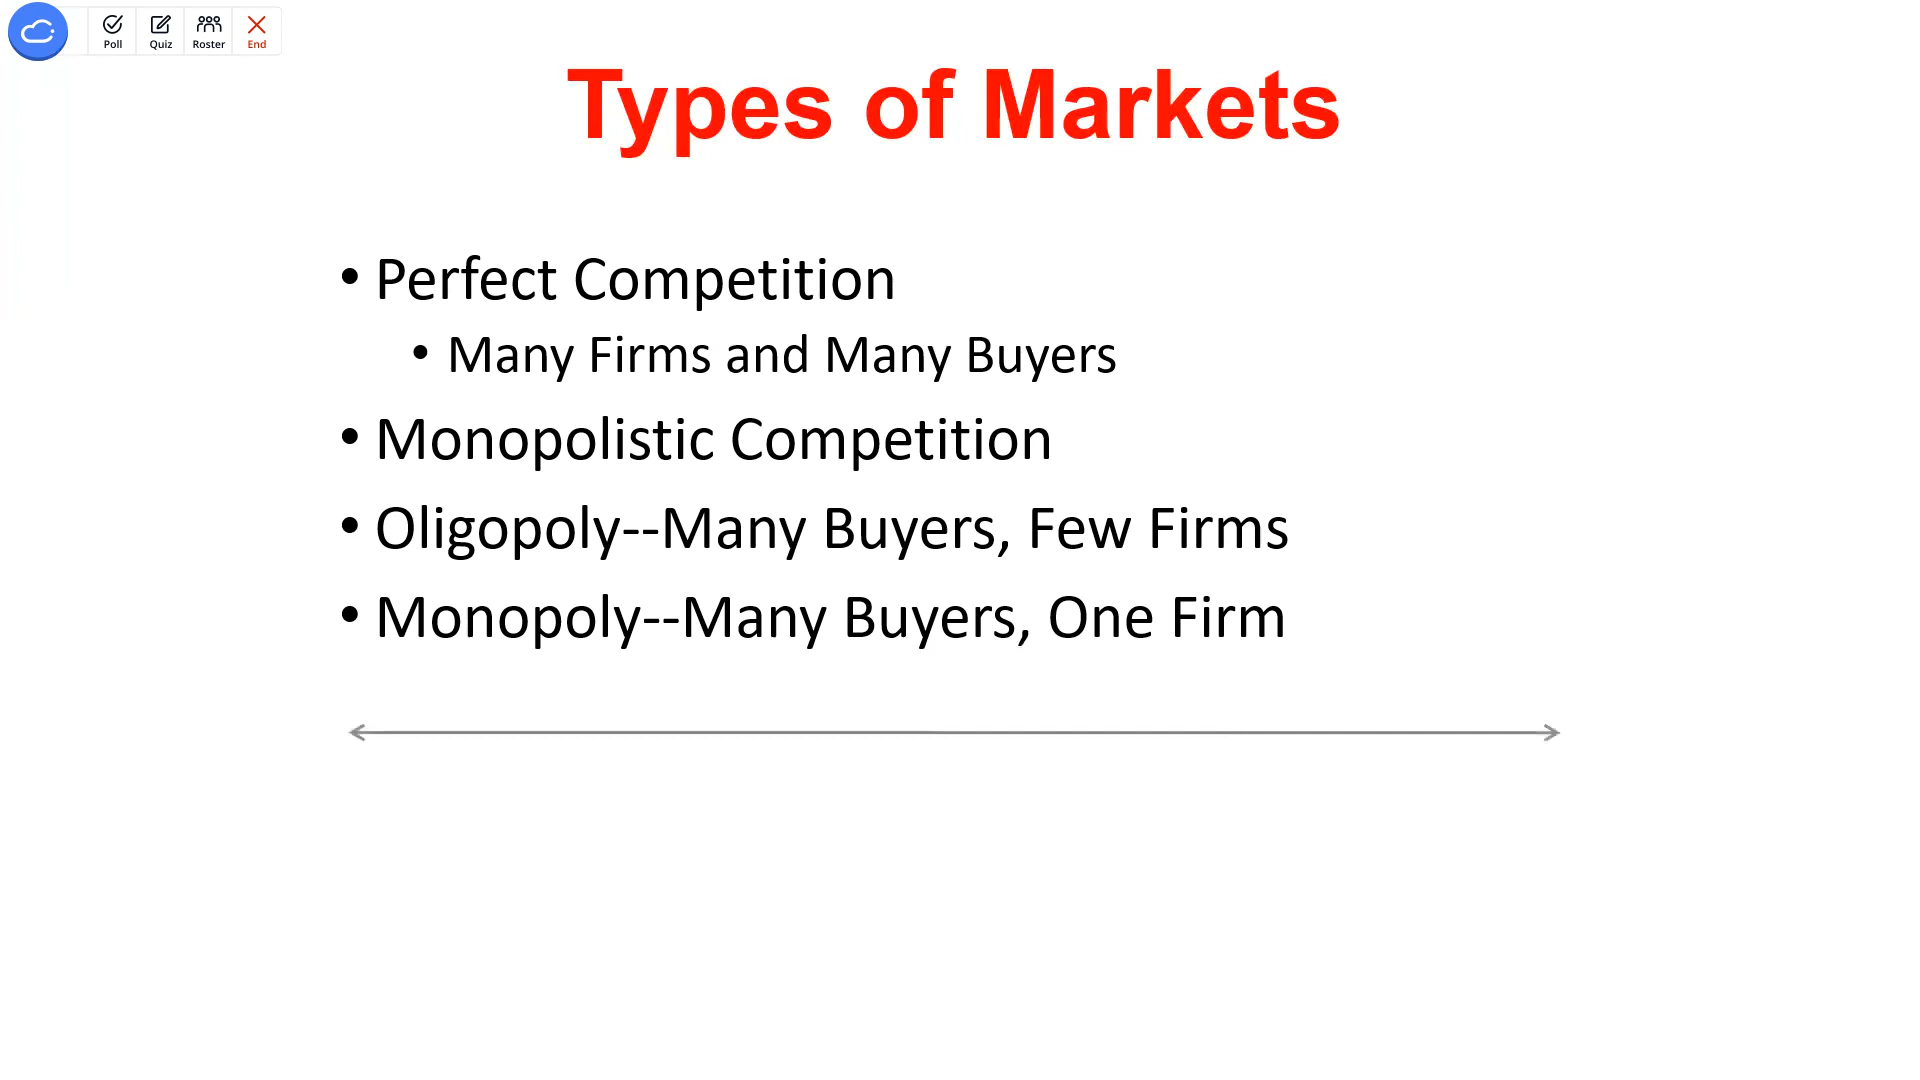 Poll Quiz Roster End
Types of Markets
• Perfect Competition
• Many Firms and Many Buyers
• Monopolistic Competition
• Oligopoly--Many Buyers, Few Firms
• Monopoly--Many Buyers, One Firm